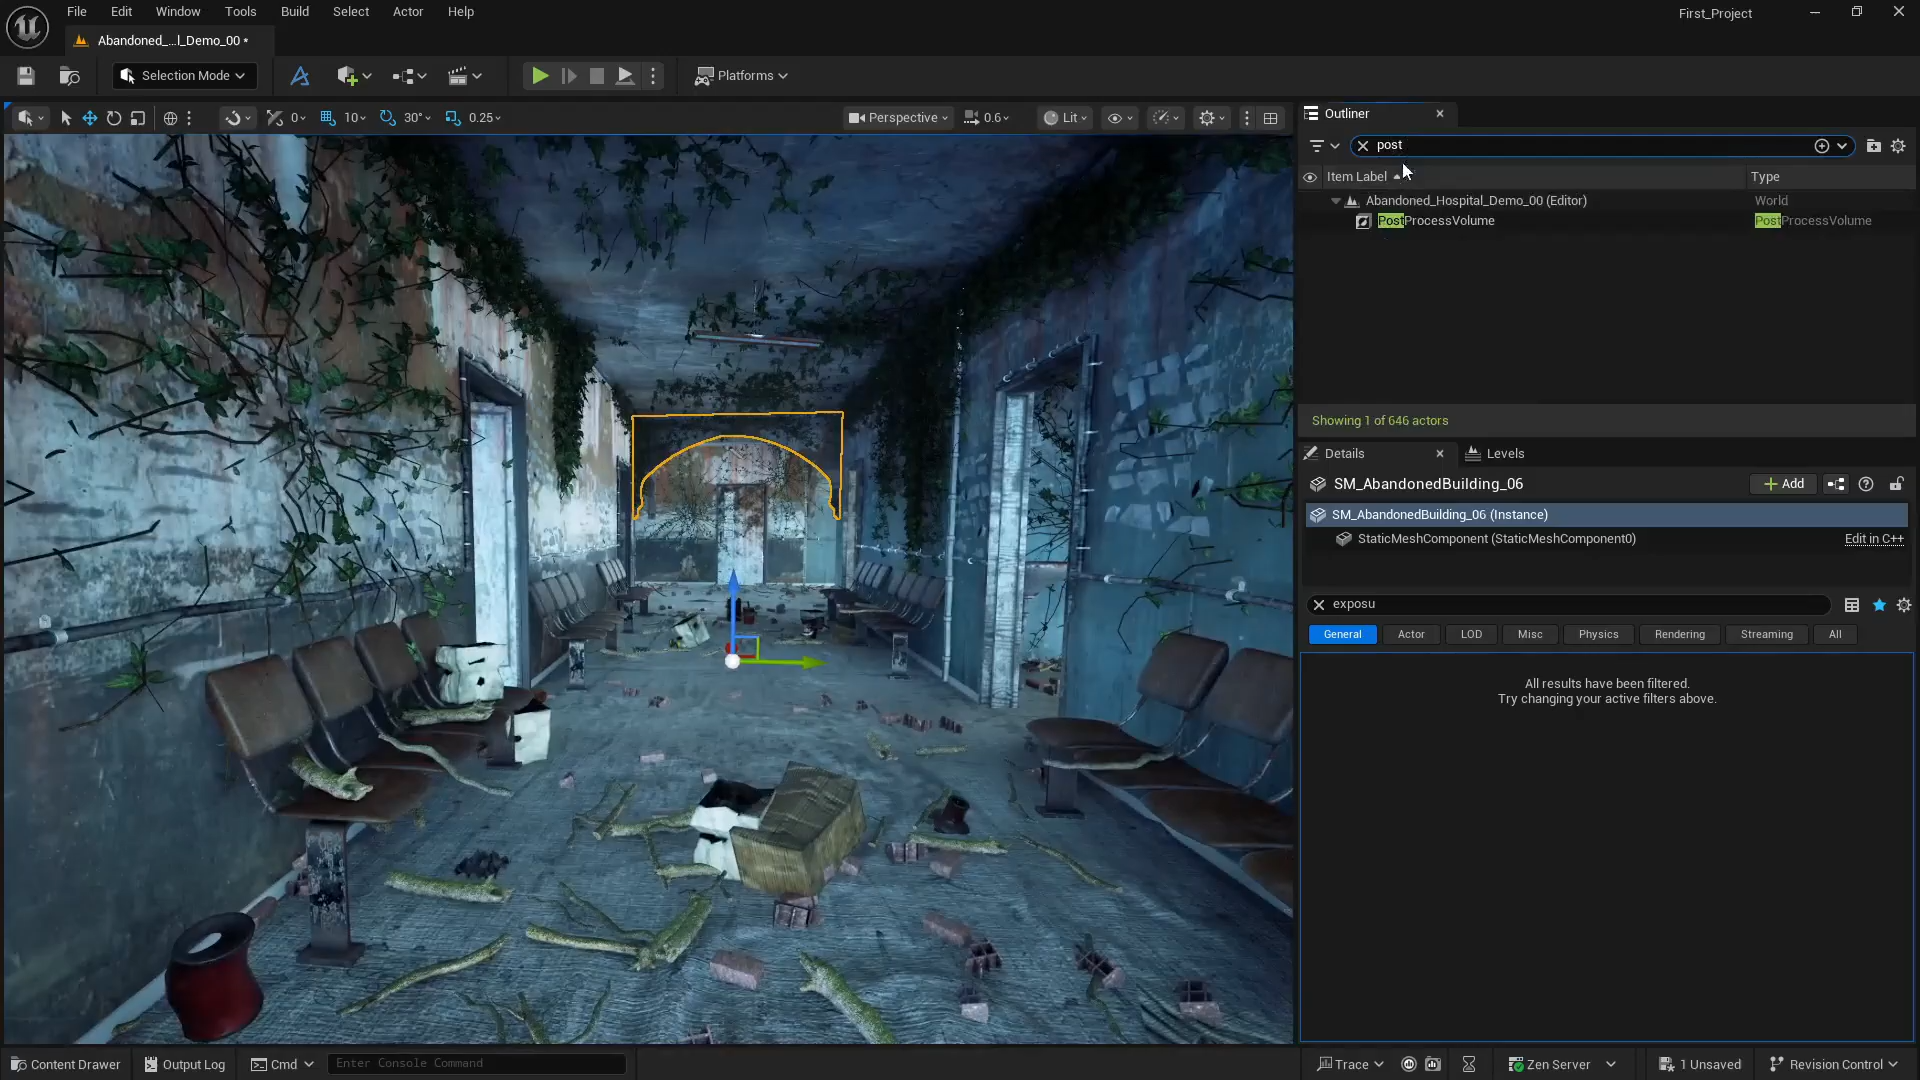 File Edit Window Tools Build Select Actor Help
First_Project
Abandoned_...l_Demo_00 •
Selection Mode
Platforms
0 10 30° 0.25 Perspective 0.6 Lit
Outliner
post
Item Label Type
Abandoned_Hospital_Demo_00 (Editor) World
PostProcessVolume PostProcessVolume
Showing 1 of 646 actors
Details Levels
SM_AbandonedBuilding_06 Add
SM_AbandonedBuilding_06 (Instance)
StaticMeshComponent (StaticMeshComponent0) Edit in C++
exposu
General Actor LOD Misc Physics Rendering Streaming All
All results have been filtered.
Try changing your active filters above.
Content Drawer Output Log Cmd Enter Console Command Trace Zen Server 1 Unsaved Revision Control